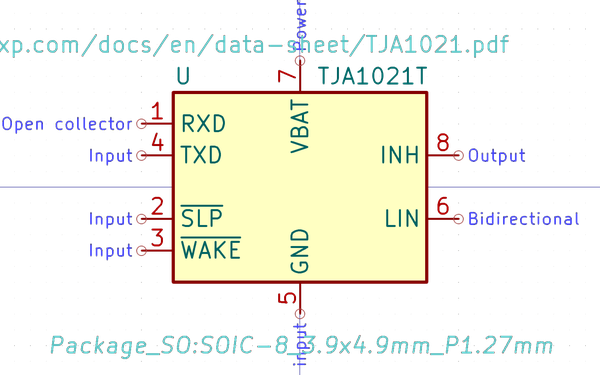 Power
xp.com/docs/en/data-sheet/TJA1021.pdf
U
7
TJA1021T
Open collector 1 RXD
VBAT
Input 4 TXD
INH 8 Output
Input 2 SLP
LIN 6 Bidirectional
Input 3 WAKE
GND
5
Package_SO:SOIC-8_3.9x4.9mm_P1.27mm
input